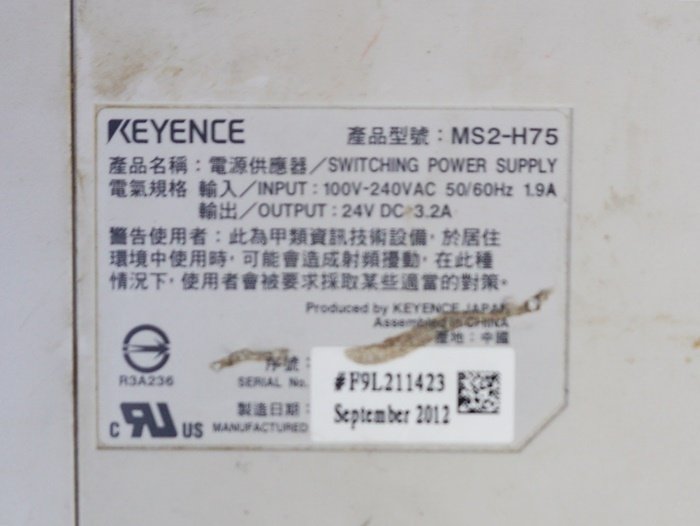 KEYENCE 產品型號：MS2-H75
產品名稱：電源供應器／SWITCHING POWER SUPPLY
電氣規格 輸入／INPUT：100V-240VAC 50/60Hz 1.9A
輸出／OUTPUT：24V DC 3.2A
警告使用者：此為甲類資訊技術設備，於居住
環境中使用時，可能會造成射頻擾動，在此種
情況下，使用者會被要求採取某些適當的對策。
Produced by KEYENCE JAPAN
Assembled in CHINA
產地：中國
R3A236
序號：
SERIAL No.
#F9L211423
製造日期：
MANUFACTURED
September 2012
C RU US